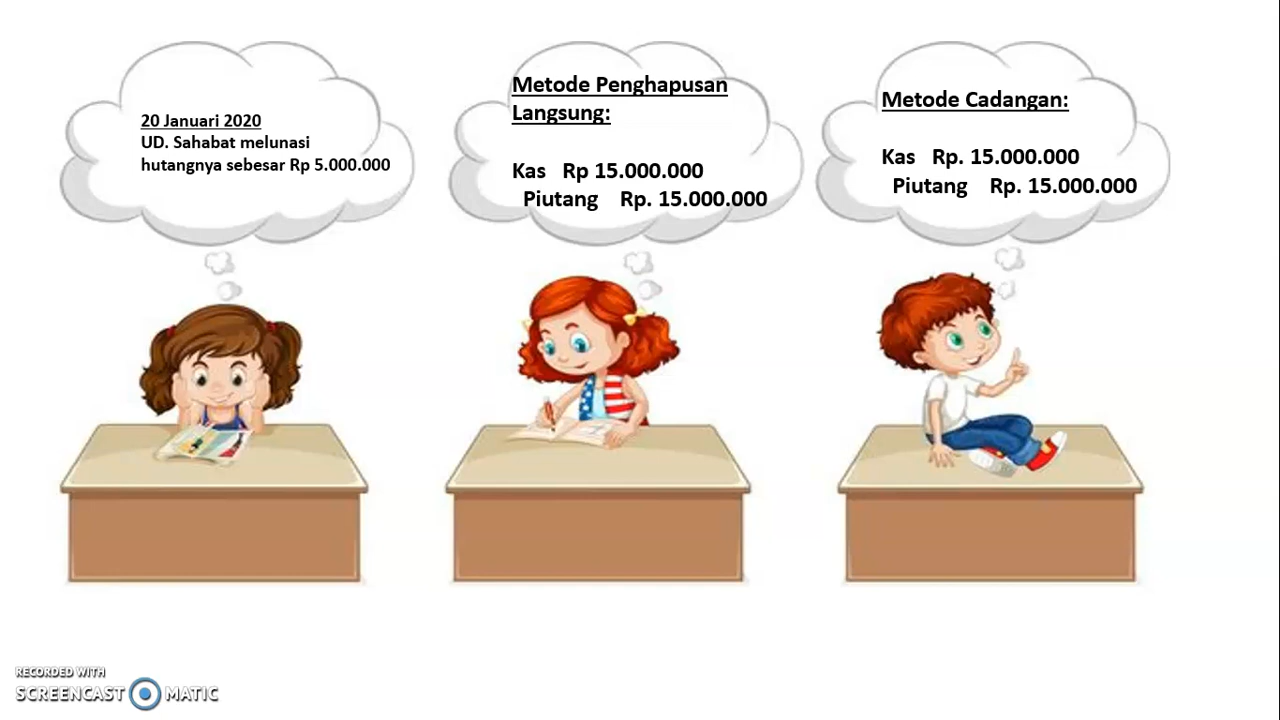 20 Januari 2020
UD. Sahabat melunasi
hutangnya sebesar Rp 5.000.000
Metode Penghapusan
Langsung:
Kas Rp 15.000.000
Piutang Rp. 15.000.000
Metode Cadangan:
Kas Rp. 15.000.000
Piutang Rp. 15.000.000
RECORDED WITH
SCREENCAST MATIC